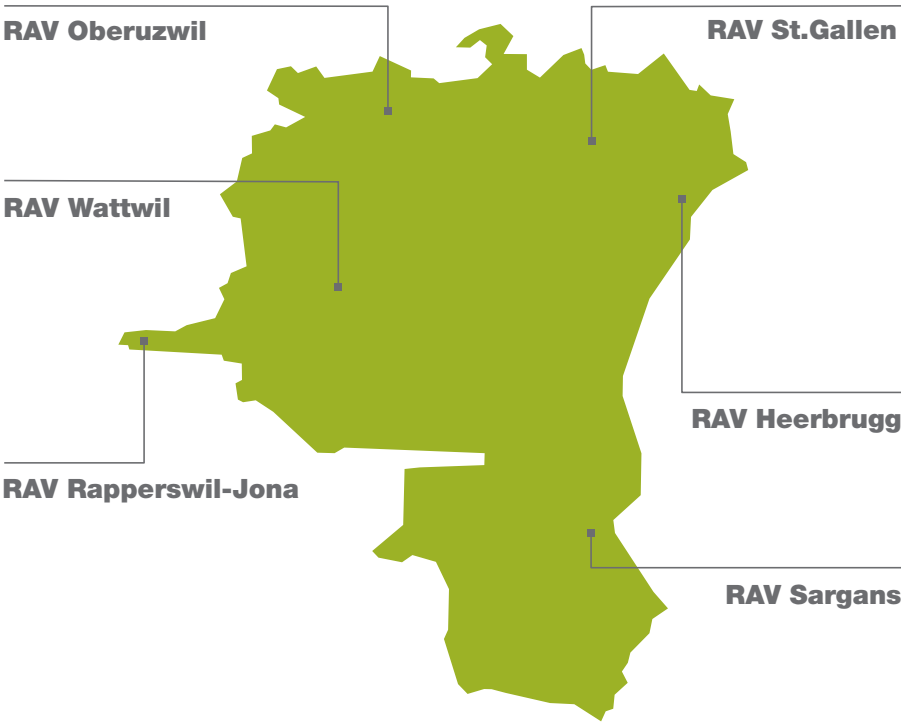 RAV Oberuzwil
RAV St.Gallen
RAV Wattwil
RAV Heerbrugg
RAV Rapperswil-Jona
RAV Sargans